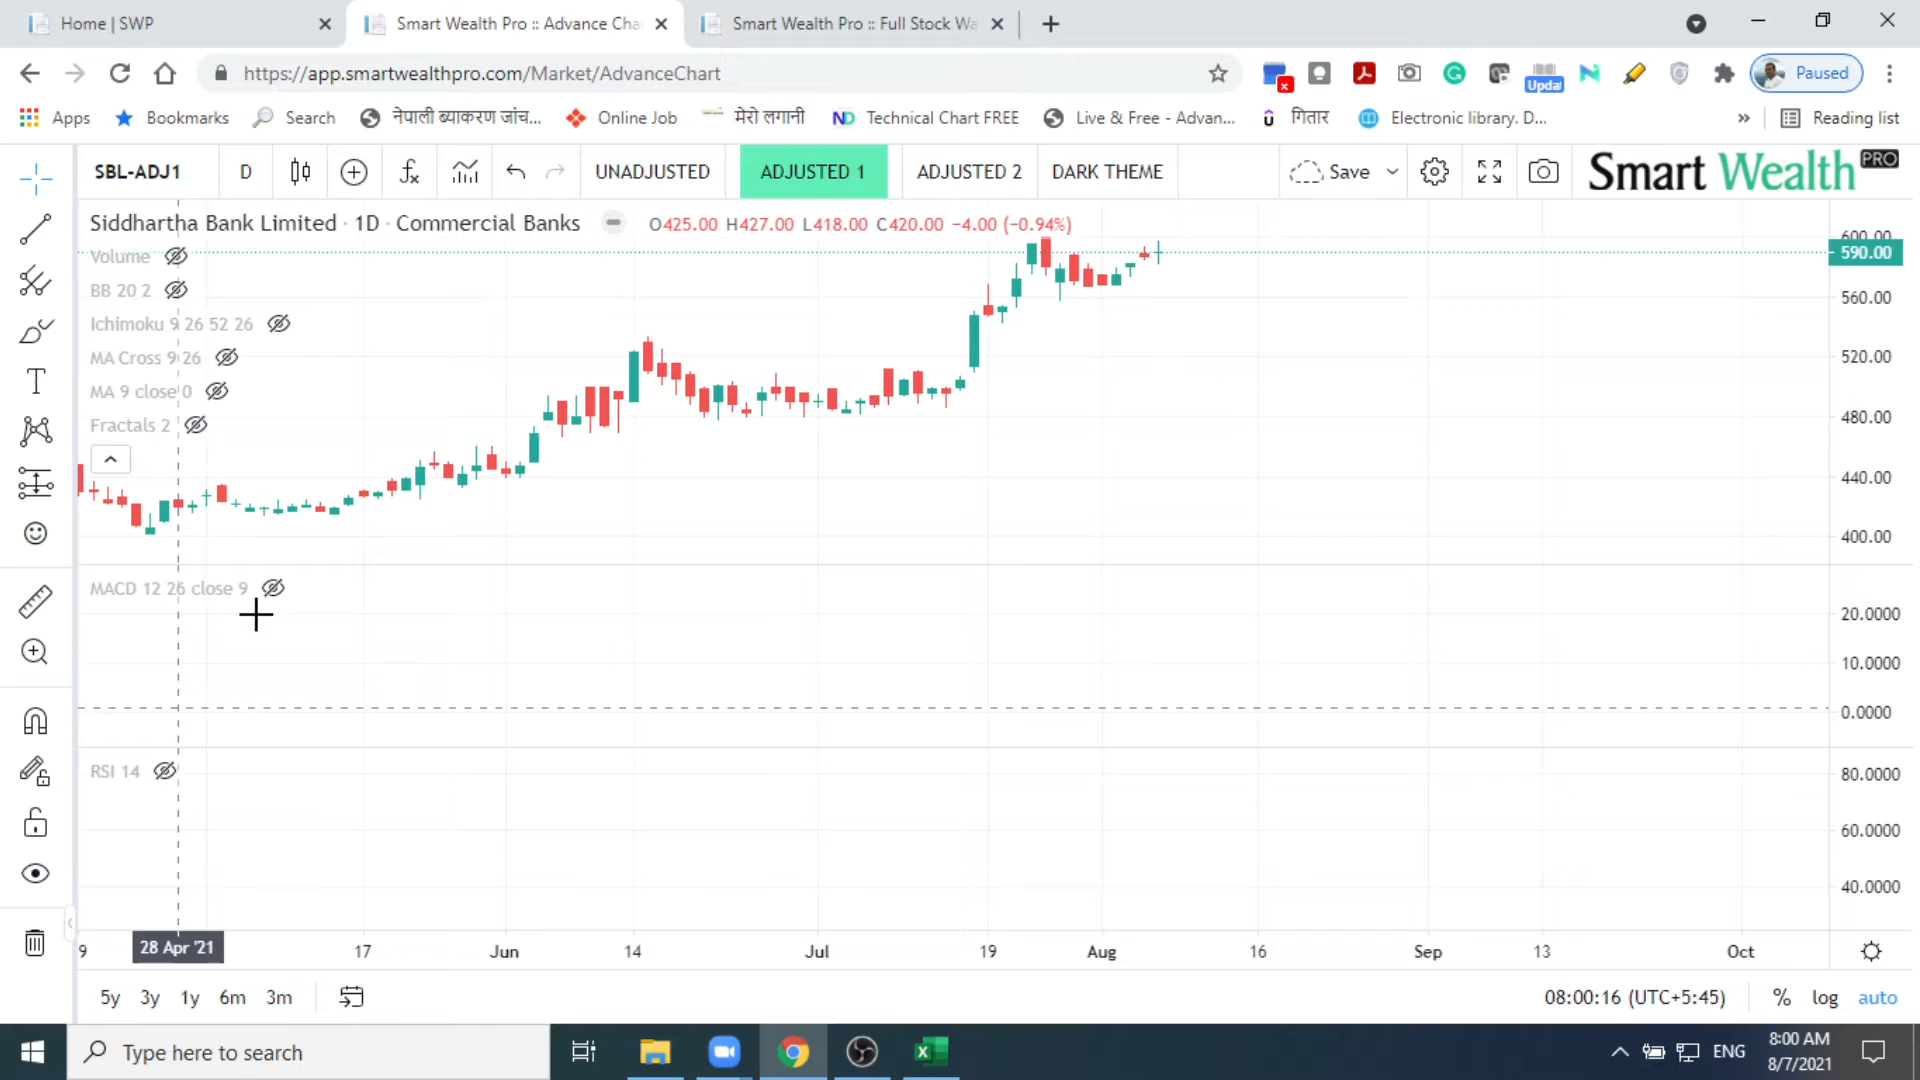 Home | SWP
Smart Wealth Pro :: Advance Cha
Smart Wealth Pro :: Full Stock Wa
https://app.smartwealthpro.com/Market/AdvanceChart
Upda
Paused
Apps
Bookmarks
Search
नेपाली ब्याकरण जांच...
Online Job
मेरो लगानी
ND
Technical Chart FREE
Live & Free - Advan...
गितार
Electronic library. D...
»
Reading list
SBL-ADJ1
D
UNADJUSTED
ADJUSTED 1
ADJUSTED 2
DARK THEME
Save
Smart Wealth PRO
Siddhartha Bank Limited · 1D · Commercial Banks
O425.00 H427.00 L418.00 C420.00 −4.00 (−0.94%)
600.00
590.00
Volume
BB 20 2
560.00
Ichimoku 9 26 52 26
MA Cross 9 26
520.00
MA 9 close 0
480.00
Fractals 2
440.00
400.00
MACD 12 26 close 9
20.0000
10.0000
0.0000
RSI 14
80.0000
60.0000
40.0000
9
28 Apr '21
17
Jun
14
Jul
19
Aug
16
Sep
13
Oct
5y 3y 1y 6m 3m
08:00:16 (UTC+5:45)
% log auto
Type here to search
ENG
8:00 AM
8/7/2021